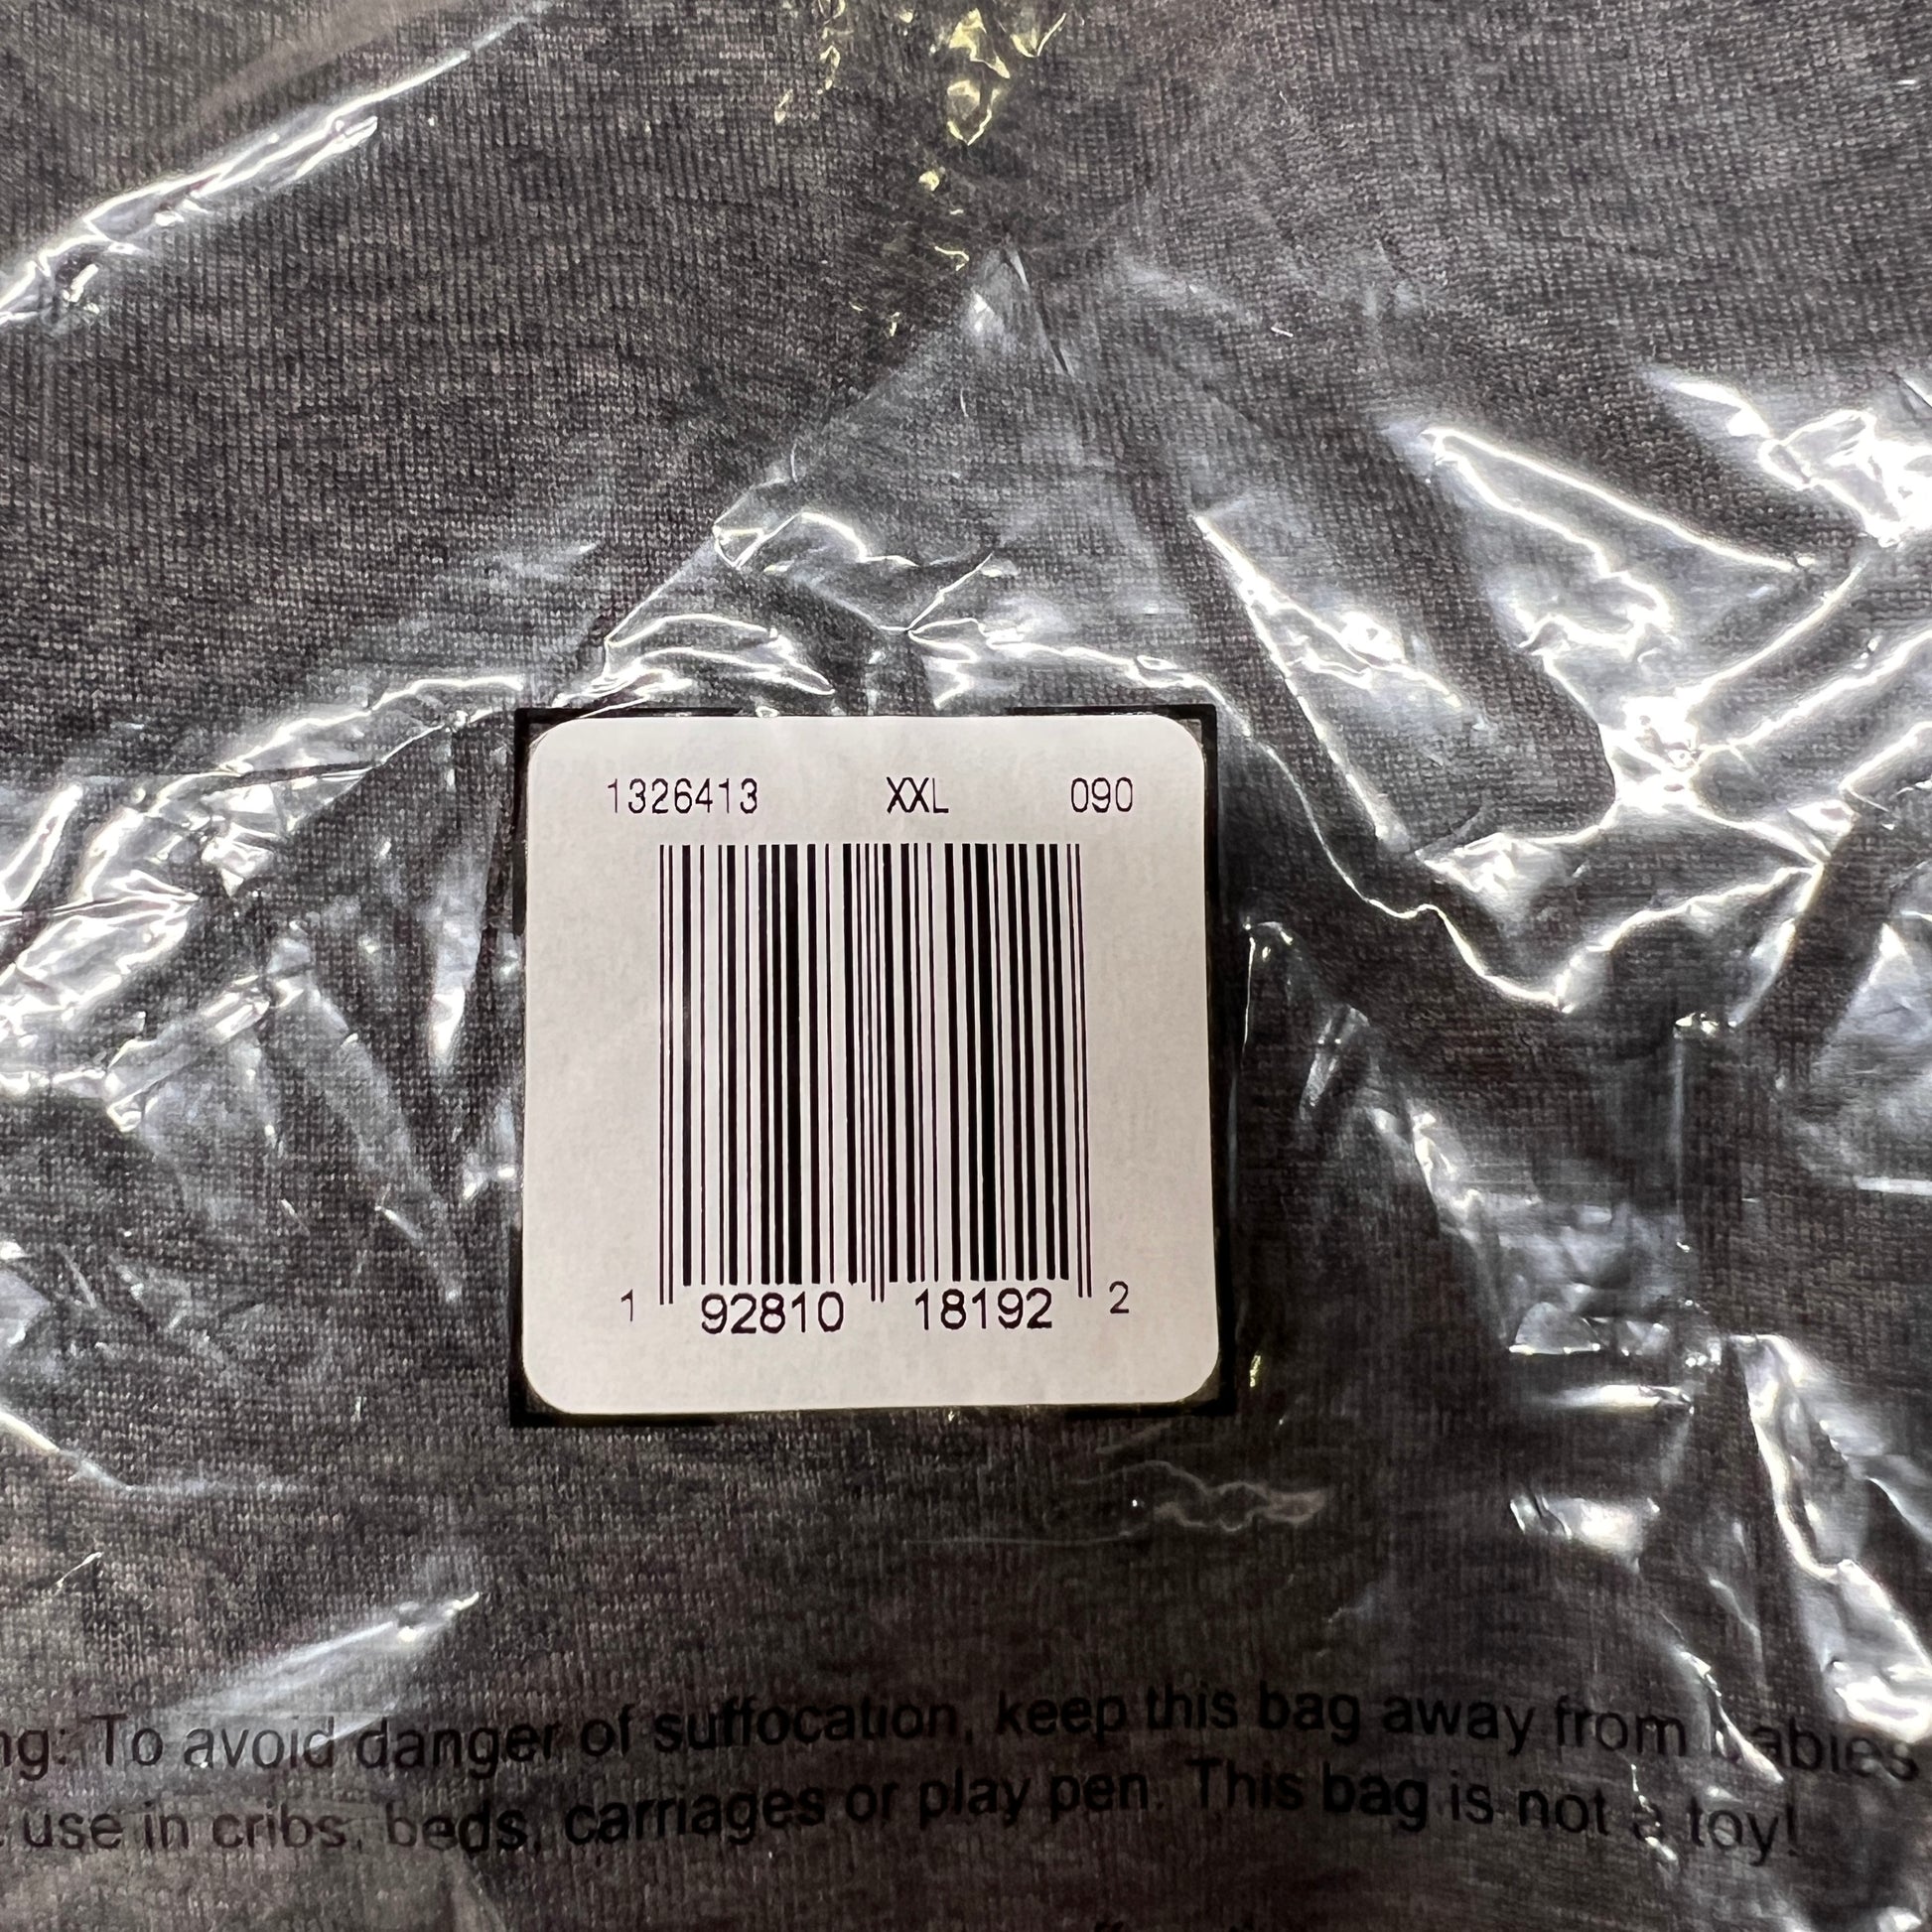 1326413 XXL 090
1 92810 18192 2
ng: To avoid danger of suffocation, keep this bag away from babies
use in cribs, beds, carriages or play pen. This bag is not a toy!